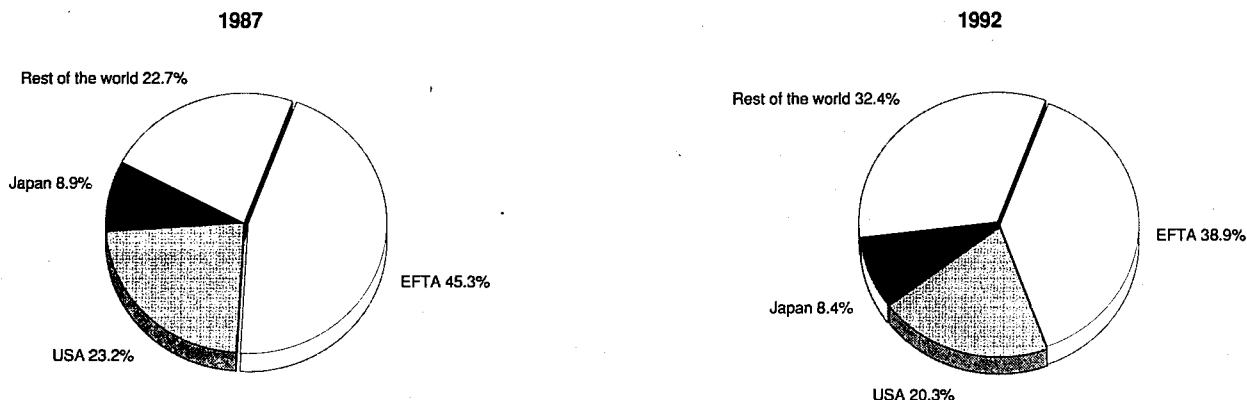 1987
Rest of the world 22.7%
Japan 8.9%
EFTA 45.3%
USA 23.2%
1992
Rest of the world 32.4%
EFTA 38.9%
Japan 8.4%
USA 20.3%